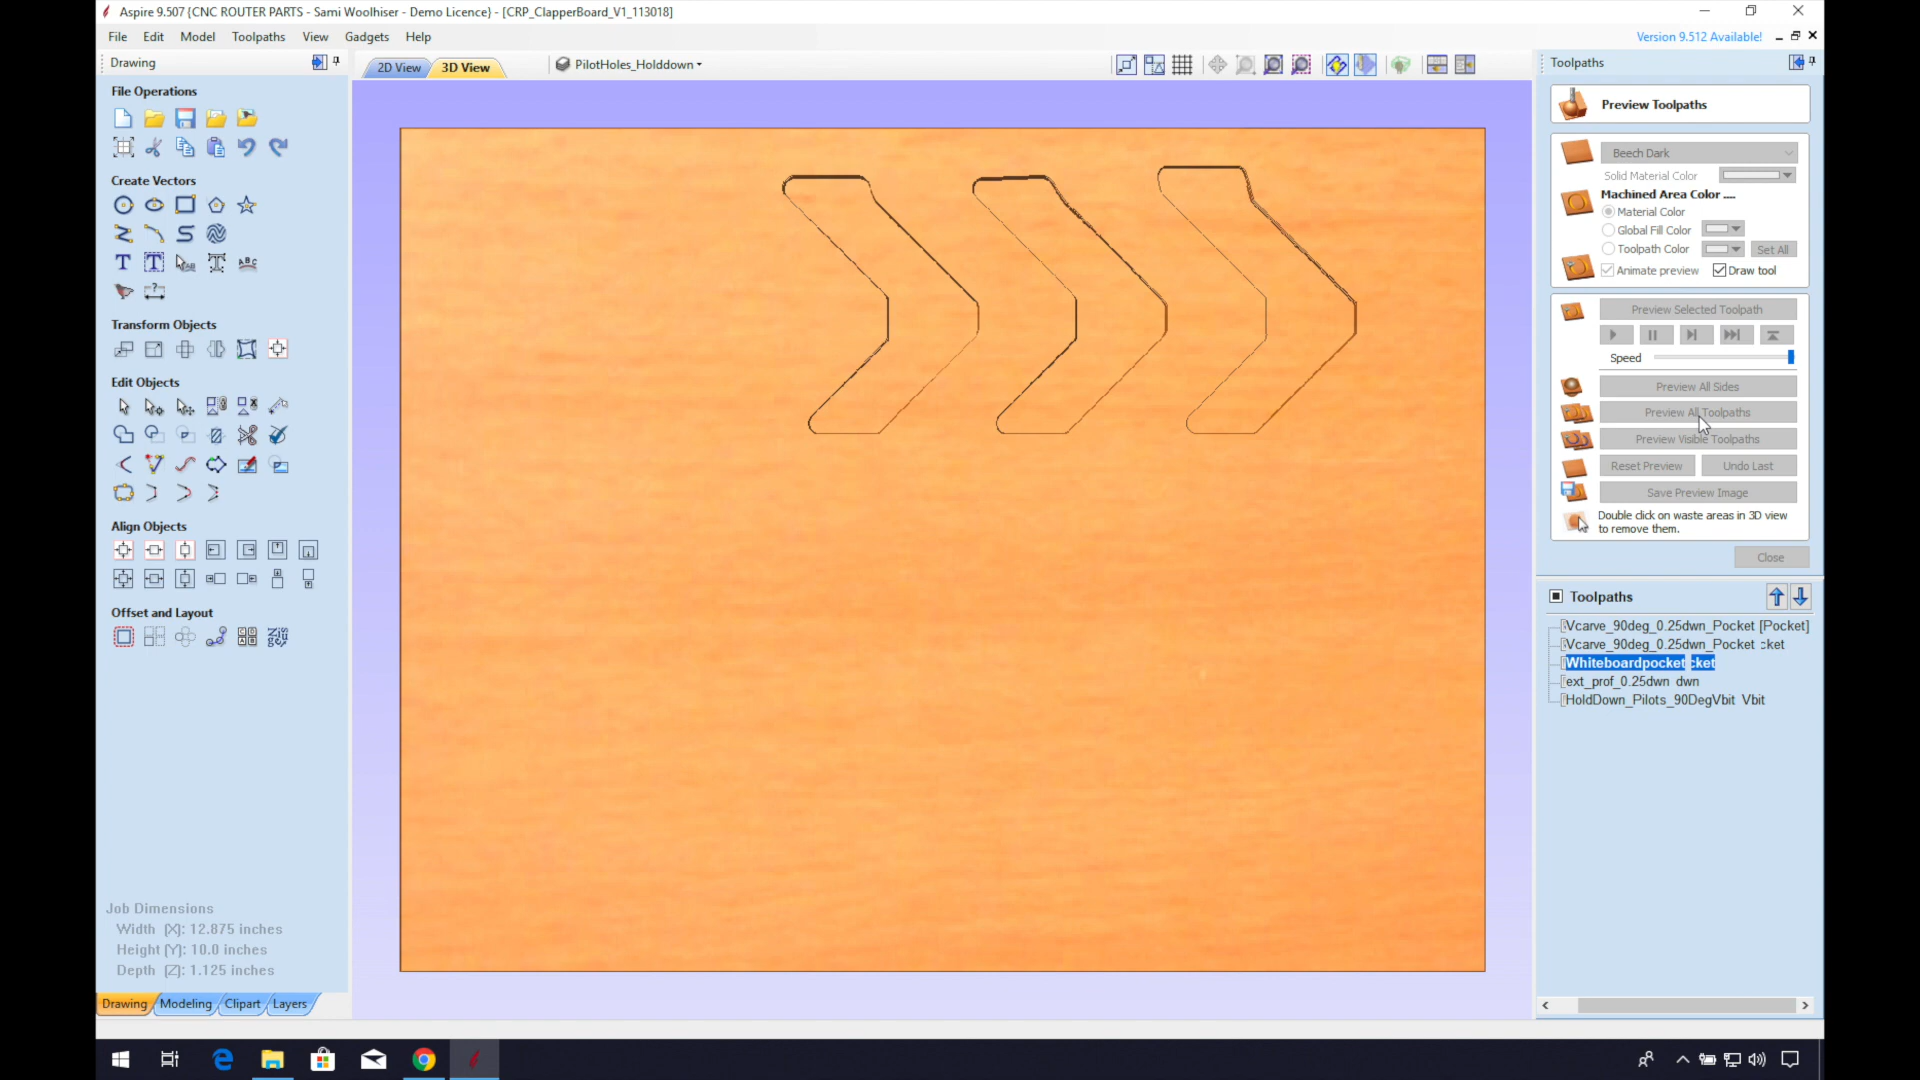 Aspire 9.507 {CNC ROUTER PARTS - Sami Woolhiser - Demo Licence} - [CRP_ClapperBoard_V1_113018]
File Edit Model Toolpaths View Gadgets Help
Version 9.512 Available!
Drawing
2D View 3D View
PilotHoles_Holddown
Toolpaths
File Operations
Create Vectors
Transform Objects
Edit Objects
Align Objects
Offset and Layout
Job Dimensions
Width (X): 12.875 inches
Height (Y): 10.0 inches
Depth (Z): 1.125 inches
Drawing Modeling Clipart Layers
Preview Toolpaths
Beech Dark
Solid Material Color
Machined Area Color ....
Material Color
Global Fill Color
Toolpath Color
Set All
Animate preview
Draw tool
Preview Selected Toolpath
Speed
Preview All Sides
Preview All Toolpaths
Preview Visible Toolpaths
Reset Preview Undo Last
Save Preview Image
Double click on waste areas in 3D view
to remove them.
Close
Toolpaths
Vcarve_90deg_0.25dwn_Pocket [Pocket]
Vcarve_90deg_0.25dwn_Pocket cket
Whiteboardpocket cket
ext_prof_0.25dwn dwn
HoldDown_Pilots_90DegVbit Vbit